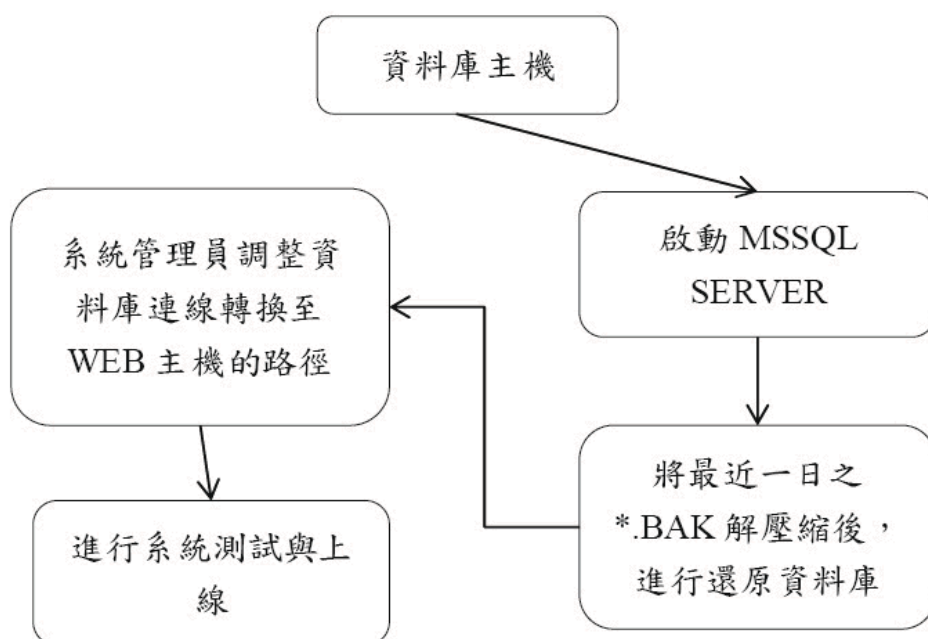 資料庫主機
啟動 MSSQL
SERVER
將最近一日之
*.BAK 解壓縮後，
進行還原資料庫
系統管理員調整資
料庫連線轉換至
WEB 主機的路徑
進行系統測試與上
線